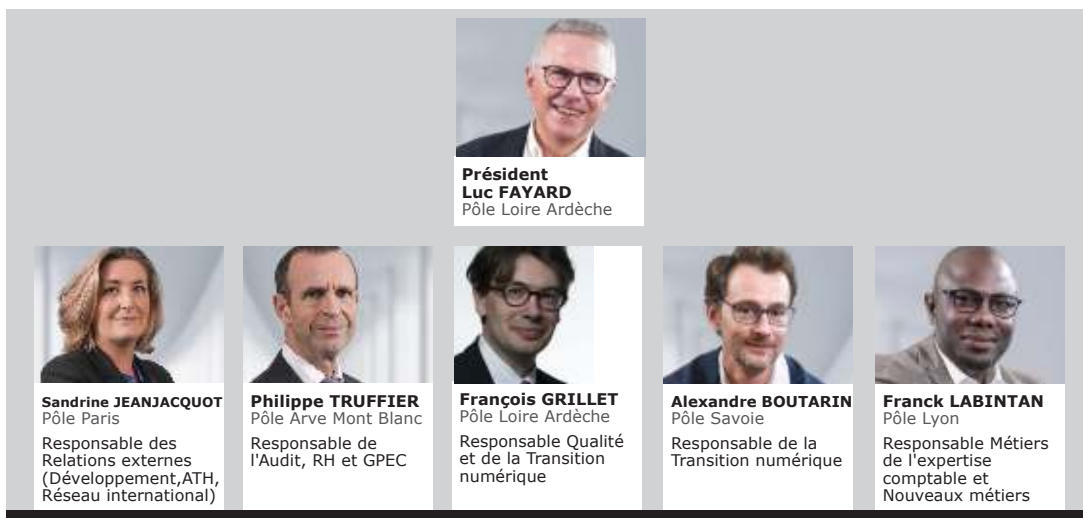 Président
Luc FAYARD
Pôle Loire Ardèche
Sandrine JEANJACQUOT
Pôle Paris
Responsable des
Relations externes
(Développement,ATH,
Réseau international)
Philippe TRUFFIER
Pôle Arve Mont Blanc
Responsable de
l'Audit, RH et GPEC
François GRILLET
Pôle Loire Ardèche
Responsable Qualité
et de la Transition
numérique
Alexandre BOUTARIN
Pôle Savoie
Responsable de la
Transition numérique
Franck LABINTAN
Pôle Lyon
Responsable Métiers
de l'expertise
comptable et
Nouveaux métiers